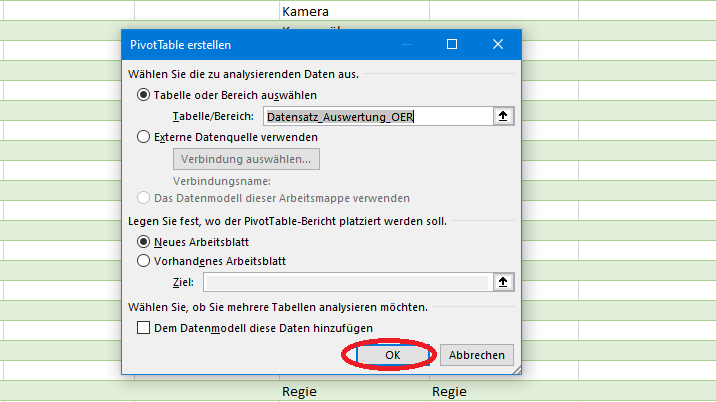 Kamera
PivotTable erstellen
Wählen Sie die zu analysierenden Daten aus.
Tabelle oder Bereich auswählen
Tabelle/Bereich: Datensatz_Auswertung_OER
Externe Datenquelle verwenden
Verbindung auswählen...
Verbindungsname:
Das Datenmodell dieser Arbeitsmappe verwenden
Legen Sie fest, wo der PivotTable-Bericht platziert werden soll.
Neues Arbeitsblatt
Vorhandenes Arbeitsblatt
Ziel:
Wählen Sie, ob Sie mehrere Tabellen analysieren möchten.
Dem Datenmodell diese Daten hinzufügen
OK Abbrechen
Regie Regie